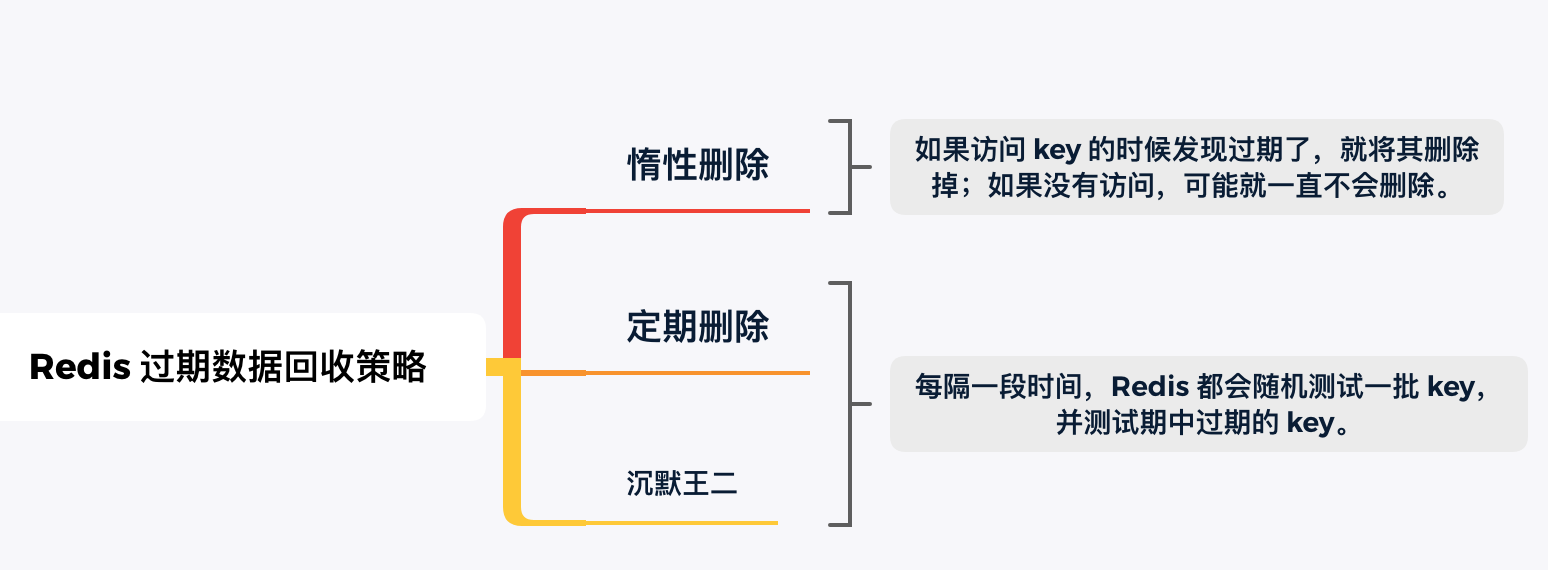 Redis 过期数据回收策略
惰性删除
如果访问 key 的时候发现过期了，就将其删除
掉；如果没有访问，可能就一直不会删除。
定期删除
每隔一段时间，Redis 都会随机测试一批 key，
并测试期中过期的 key。
沉默王二